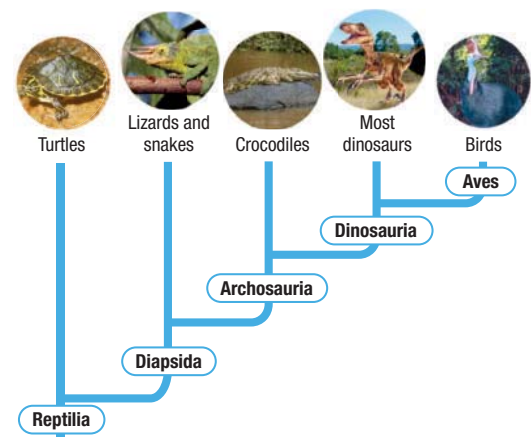 Turtles
Lizards and
snakes
Crocodiles
Most
dinosaurs
Birds
Aves
Dinosauria
Archosauria
Diapsida
Reptilia